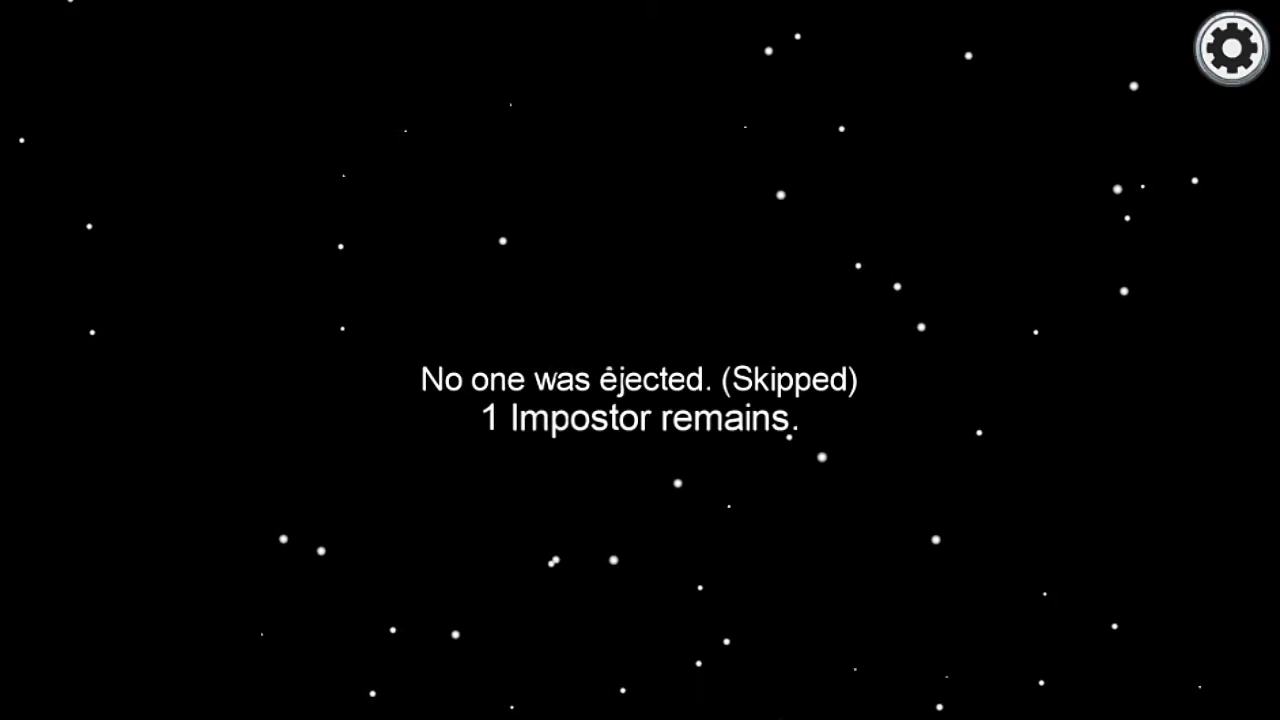 No one was ejected. (Skipped)
1 Impostor remains.